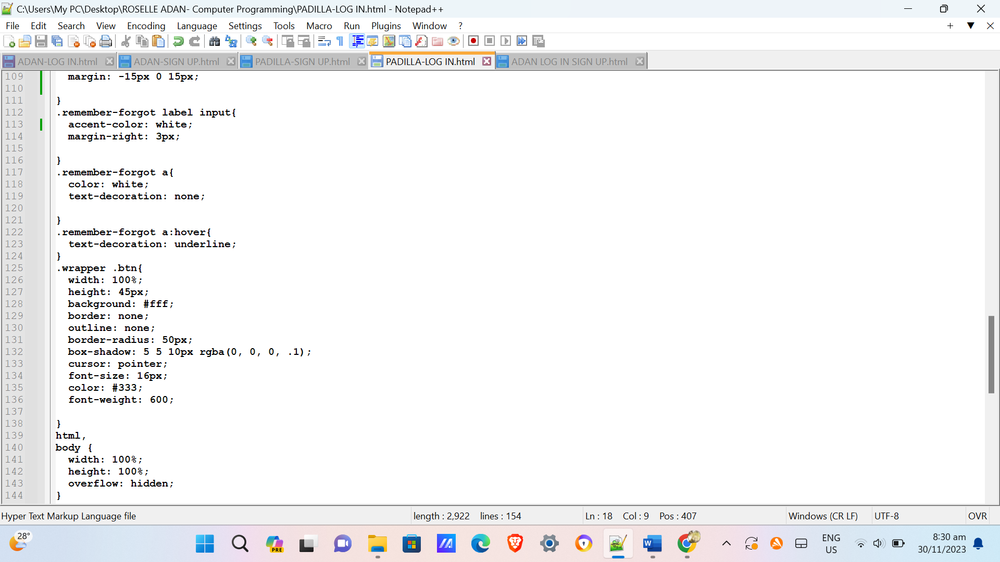 C:\Users\My PC\Desktop\ROSELLE ADAN- Computer Programming\PADILLA-LOG IN.html - Notepad++
File Edit Search View Encoding Language Settings Tools Macro Run Plugins Window ?
ADAN-LOG IN.html ADAN-SIGN UP.html PADILLA-SIGN UP.html PADILLA-LOG IN.html ADAN LOG IN SIGN UP.html
109 margin: -15px 0 15px;
110
111 }
112 .remember-forgot label input{
113 accent-color: white;
114 margin-right: 3px;
115
116 }
117 .remember-forgot a{
118 color: white;
119 text-decoration: none;
120
121 }
122 .remember-forgot a:hover{
123 text-decoration: underline;
124 }
125 .wrapper .btn{
126 width: 100%;
127 height: 45px;
128 background: #fff;
129 border: none;
130 outline: none;
131 border-radius: 50px;
132 box-shadow: 5 5 10px rgba(0, 0, 0, .1);
133 cursor: pointer;
134 font-size: 16px;
135 color: #333;
136 font-weight: 600;
137
138 }
139 html,
140 body {
141 width: 100%;
142 height: 100%;
143 overflow: hidden;
144 }
Hyper Text Markup Language file length : 2,922 lines : 154 Ln : 18 Col : 9 Pos : 407 Windows (CR LF) UTF-8 OVR
28°
PRE
W
ENG
US
8:30 am
30/11/2023